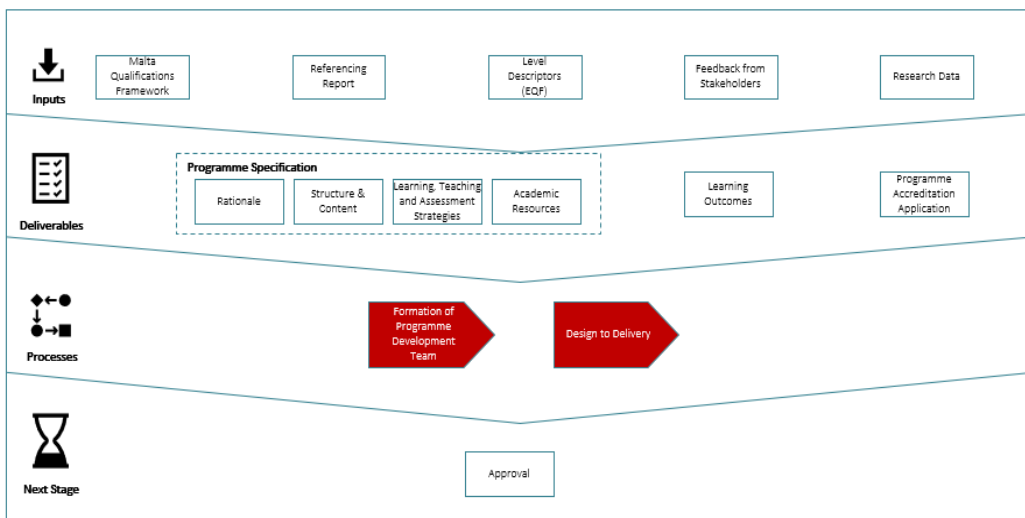 Inputs
Malta
Qualifications
Framework
Referencing
Report
Level
Descriptors
(EQF)
Feedback from
Stakeholders
Research Data
Deliverables
Programme Specification
Rationale
Structure &
Content
Learning, Teaching
and Assessment
Strategies
Academic
Resources
Learning
Outcomes
Programme
Accreditation
Application
Processes
Formation of
Programme
Development
Team
Design to Delivery
Next Stage
Approval